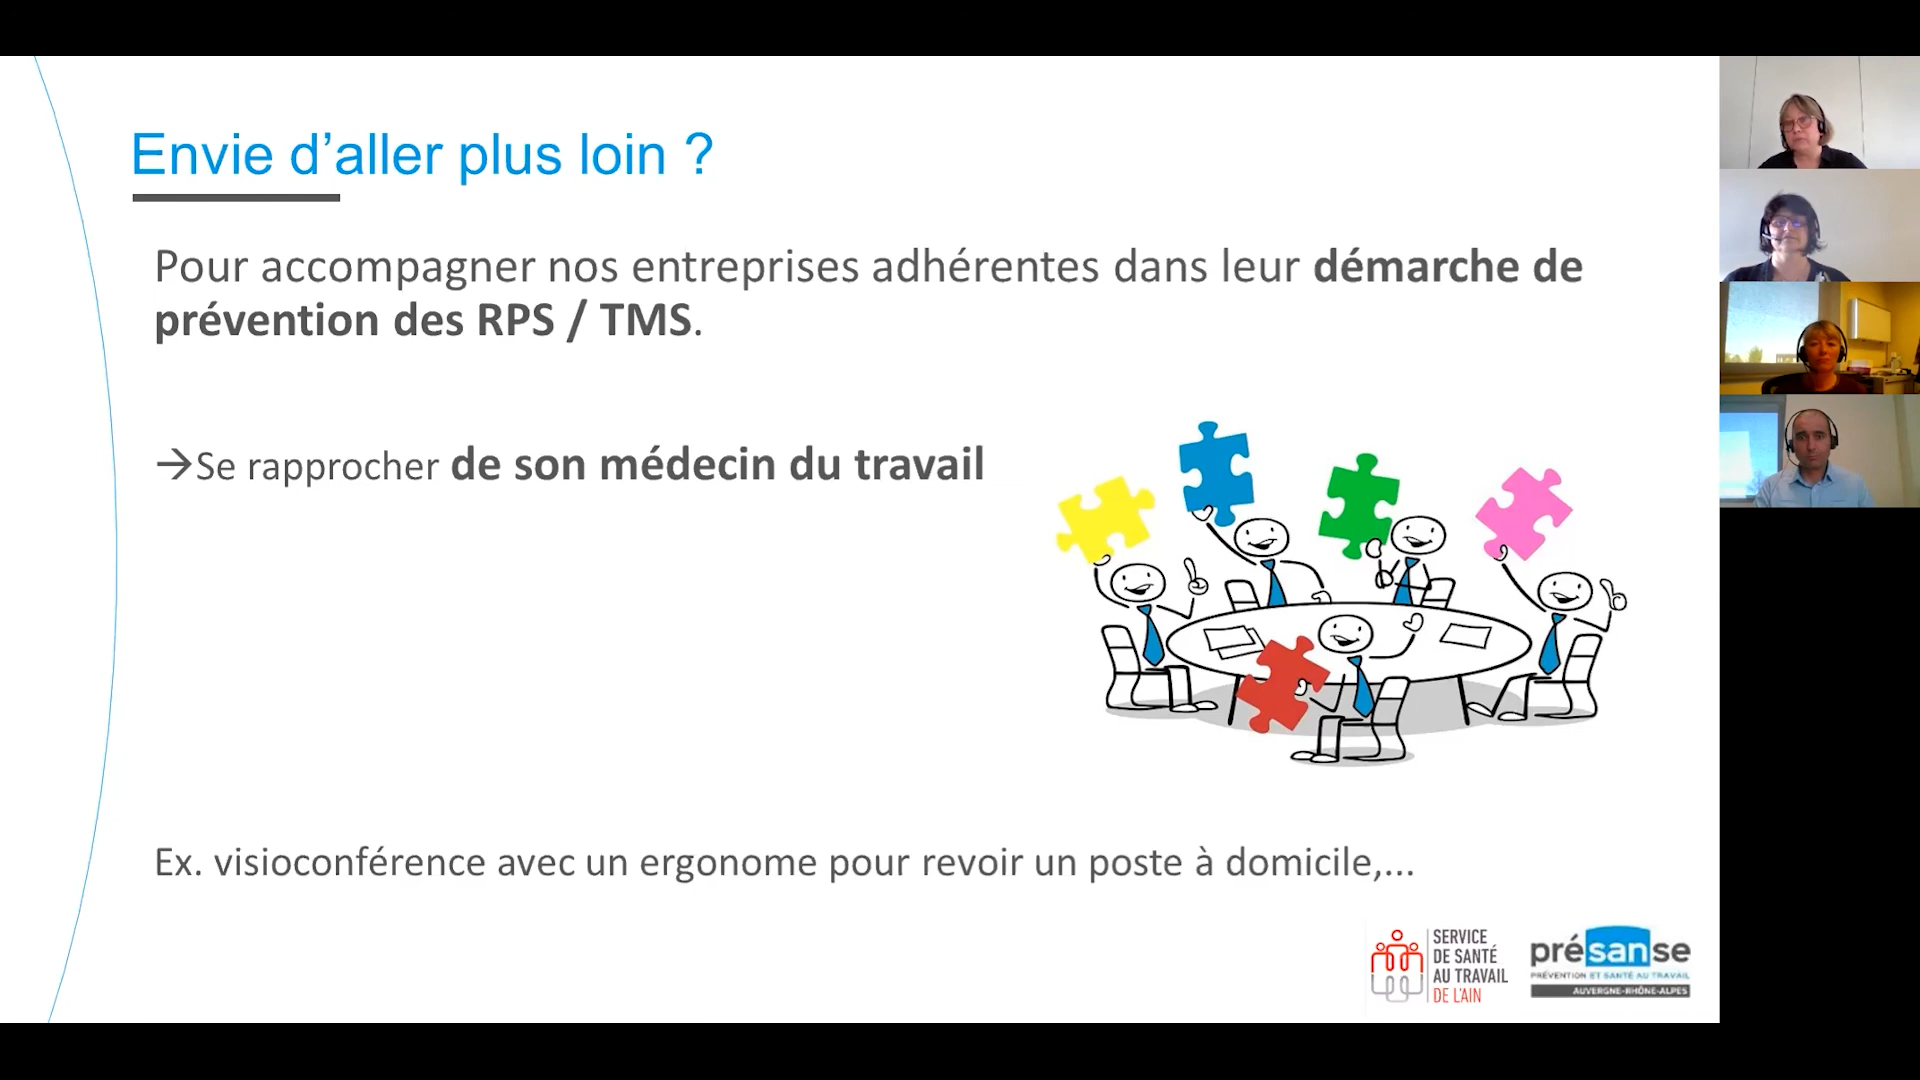 Envie d’aller plus loin ?
Pour accompagner nos entreprises adhérentes dans leur démarche de
prévention des RPS / TMS.
→Se rapprocher de son médecin du travail
Ex. visioconférence avec un ergonome pour revoir un poste à domicile,...
SERVICE
DE SANTÉ
AU TRAVAIL
DE L'AIN
présanse
PRÉVENTION ET SANTÉ AU TRAVAIL
AUVERGNE-RHÔNE-ALPES